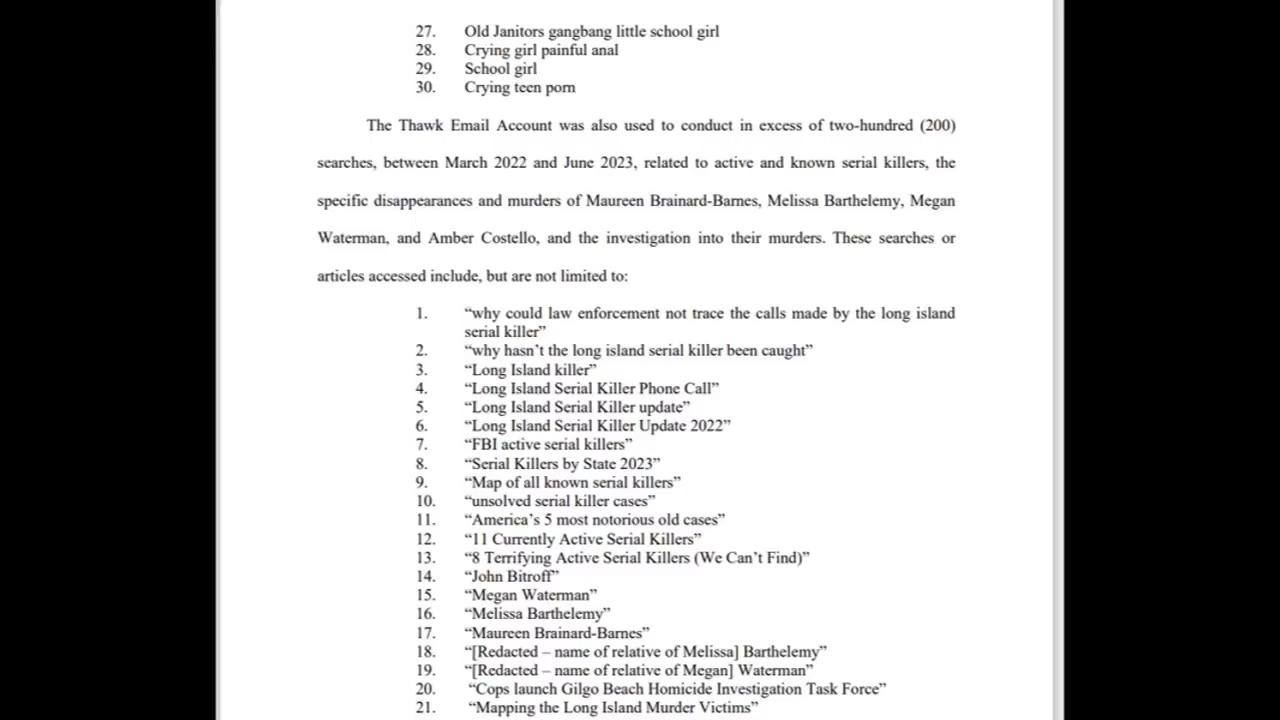 27. Old Janitors gangbang little school girl
28. Crying girl painful anal
29. School girl
30. Crying teen porn
The Thawk Email Account was also used to conduct in excess of two-hundred (200)
searches, between March 2022 and June 2023, related to active and known serial killers, the
specific disappearances and murders of Maureen Brainard-Barnes, Melissa Barthelemy, Megan
Waterman, and Amber Costello, and the investigation into their murders. These searches or
articles accessed include, but are not limited to:
1. “why could law enforcement not trace the calls made by the long island
serial killer”
2. “why hasn’t the long island serial killer been caught”
3. “Long Island killer”
4. “Long Island Serial Killer Phone Call”
5. “Long Island Serial Killer update”
6. “Long Island Serial Killer Update 2022”
7. “FBI active serial killers”
8. “Serial Killers by State 2023”
9. “Map of all known serial killers”
10. “unsolved serial killer cases”
11. “America’s 5 most notorious old cases”
12. “11 Currently Active Serial Killers”
13. “8 Terrifying Active Serial Killers (We Can’t Find)”
14. “John Bitroff”
15. “Megan Waterman”
16. “Melissa Barthelemy”
17. “Maureen Brainard-Barnes”
18. “[Redacted – name of relative of Melissa] Barthelemy”
19. “[Redacted – name of relative of Megan] Waterman”
20. “Cops launch Gilgo Beach Homicide Investigation Task Force”
21. “Mapping the Long Island Murder Victims”